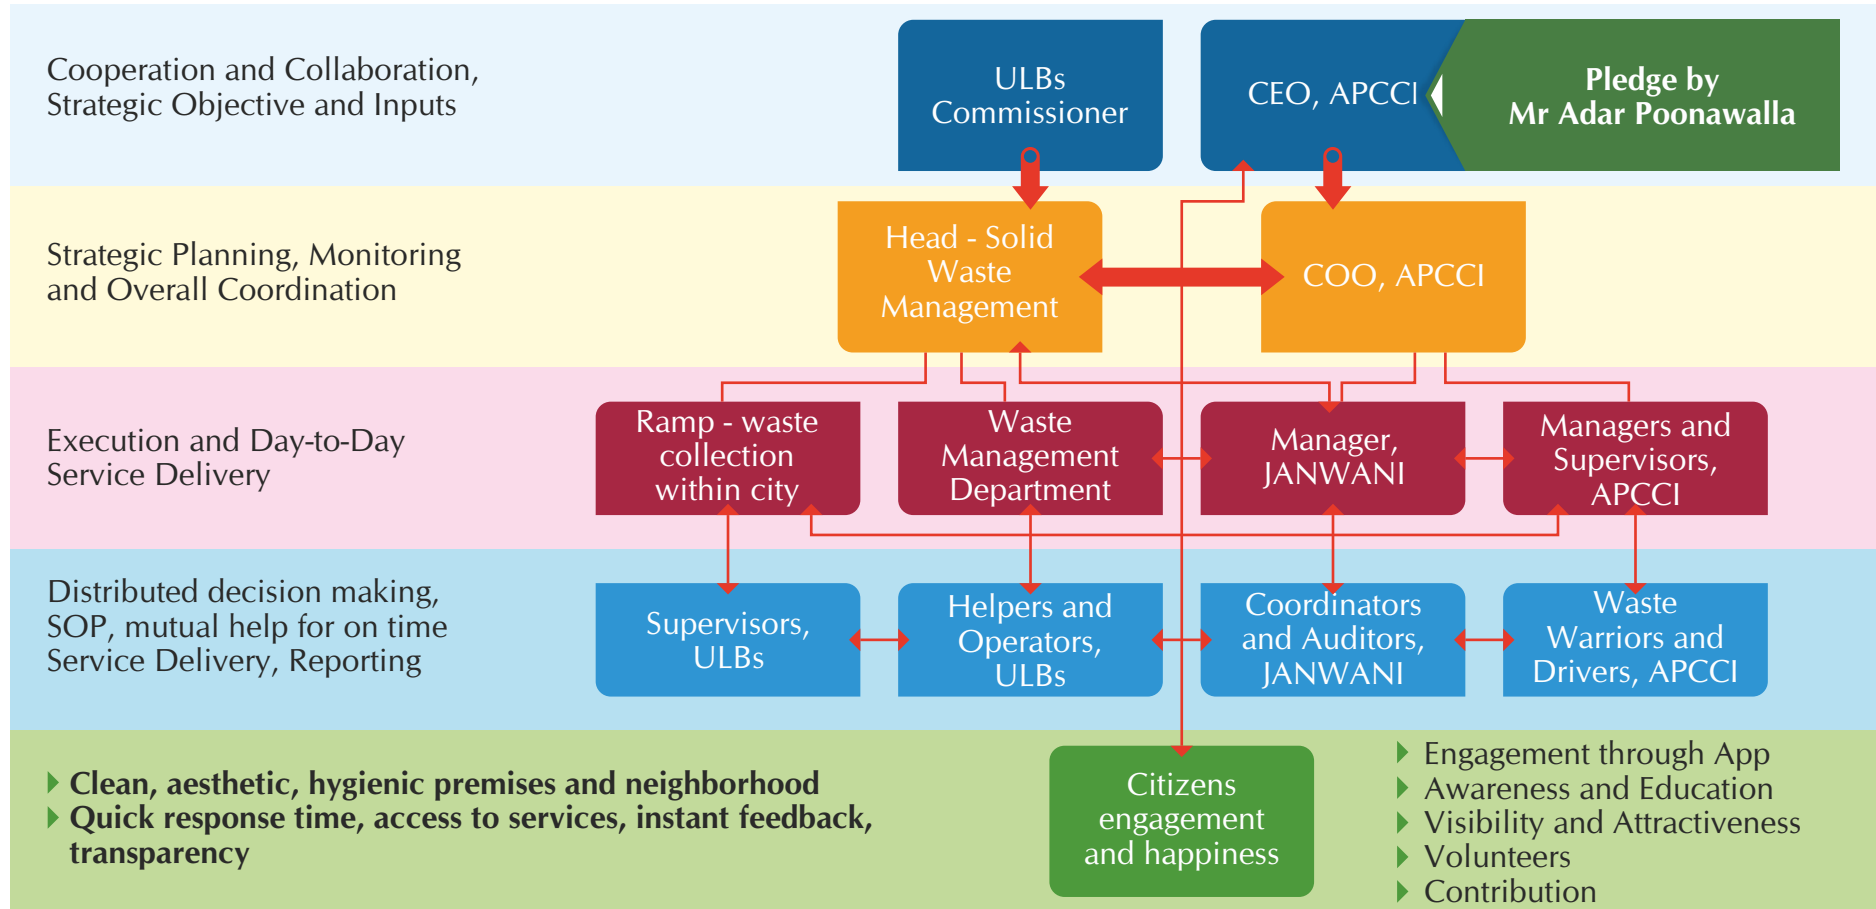 Cooperation and Collaboration,
Strategic Objective and Inputs
ULBs
Commissioner
CEO, APCCI
Pledge by
Mr Adar Poonawalla
Strategic Planning, Monitoring
and Overall Coordination
Head - Solid
Waste
Management
COO, APCCI
Execution and Day-to-Day
Service Delivery
Ramp - waste
collection
within city
Waste
Management
Department
Manager,
JANWANI
Managers and
Supervisors,
APCCI
Distributed decision making,
SOP, mutual help for on time
Service Delivery, Reporting
Supervisors,
ULBs
Helpers and
Operators,
ULBs
Coordinators
and Auditors,
JANWANI
Waste
Warriors and
Drivers, APCCI
Clean, aesthetic, hygienic premises and neighborhood
Quick response time, access to services, instant feedback,
transparency
Citizens
engagement
and happiness
Engagement through App
Awareness and Education
Visibility and Attractiveness
Volunteers
Contribution